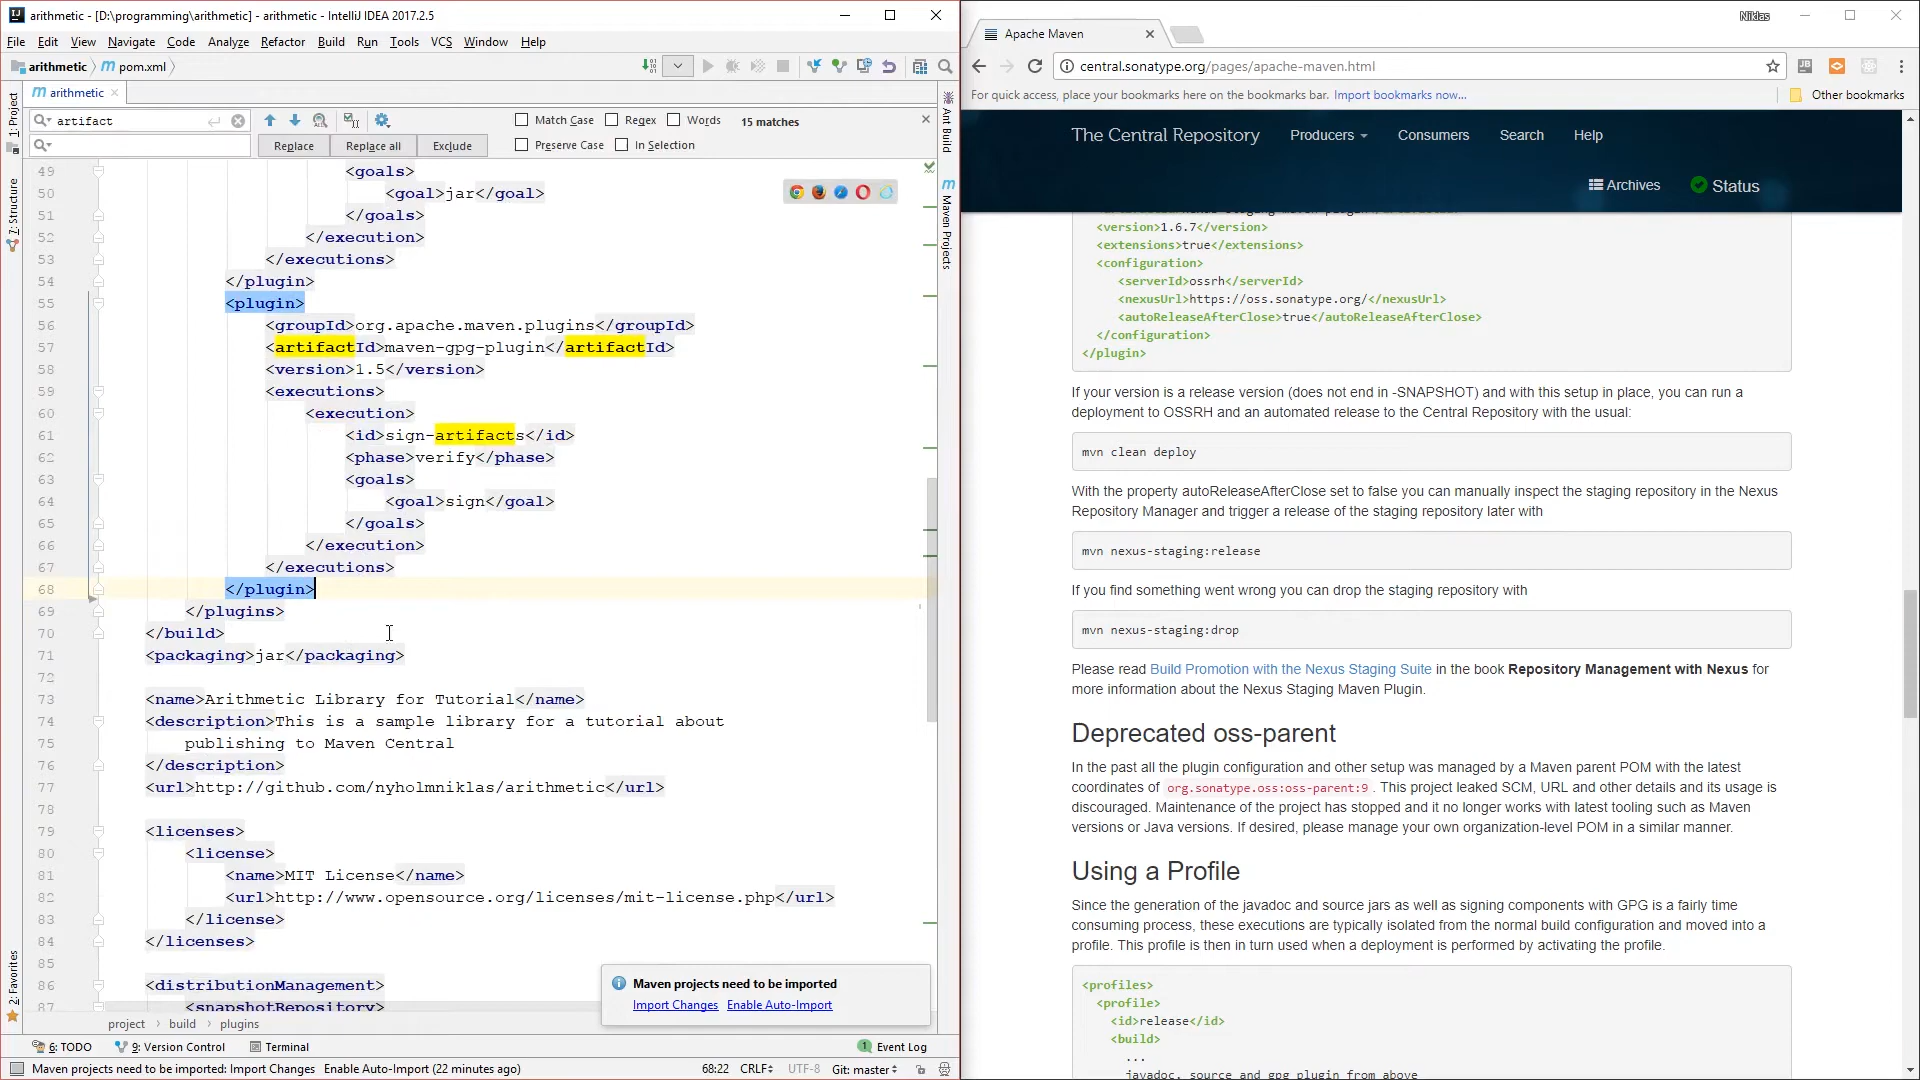 arithmetic - [D:\programming\arithmetic] - arithmetic - IntelliJ IDEA 2017.2.5
File Edit View Navigate Code Analyze Refactor Build Run Tools VCS Window Help
arithmetic pom.xml
arithmetic
artifact
Match Case Regex Words 15 matches
Replace Replace all Exclude Preserve Case In Selection
1: Project
7: Structure
2: Favorites
Ant Build
Maven Projects
49 <goals>
50 <goal>jar</goal>
51 </goals>
52 </execution>
53 </executions>
54 </plugin>
55 <plugin>
56 <groupId>org.apache.maven.plugins</groupId>
57 <artifactId>maven-gpg-plugin</artifactId>
58 <version>1.5</version>
59 <executions>
60 <execution>
61 <id>sign-artifacts</id>
62 <phase>verify</phase>
63 <goals>
64 <goal>sign</goal>
65 </goals>
66 </execution>
67 </executions>
68 </plugin>
69 </plugins>
70 </build>
71 <packaging>jar</packaging>
72
73 <name>Arithmetic Library for Tutorial</name>
74 <description>This is a sample library for a tutorial about
75 publishing to Maven Central
76 </description>
77 <url>http://github.com/nyholmniklas/arithmetic</url>
78
79 <licenses>
80 <license>
81 <name>MIT License</name>
82 <url>http://www.opensource.org/licenses/mit-license.php</url>
83 </license>
84 </licenses>
85
86 <distributionManagement>
87 <snapshotRepository>
Maven projects need to be imported
Import Changes Enable Auto-Import
project build plugins
6: TODO 9: Version Control Terminal 1 Event Log
Maven projects need to be imported: Import Changes Enable Auto-Import (22 minutes ago) 68:22 CRLF UTF-8 Git: master
Niklas
Apache Maven
central.sonatype.org/pages/apache-maven.html
For quick access, place your bookmarks here on the bookmarks bar. Import bookmarks now... Other bookmarks
The Central Repository Producers Consumers Search Help
Archives Status
<version>1.6.7</version>
<extensions>true</extensions>
<configuration>
<serverId>ossrh</serverId>
<nexusUrl>https://oss.sonatype.org/</nexusUrl>
<autoReleaseAfterClose>true</autoReleaseAfterClose>
</configuration>
</plugin>
If your version is a release version (does not end in -SNAPSHOT) and with this setup in place, you can run a
deployment to OSSRH and an automated release to the Central Repository with the usual:
mvn clean deploy
With the property autoReleaseAfterClose set to false you can manually inspect the staging repository in the Nexus
Repository Manager and trigger a release of the staging repository later with
mvn nexus-staging:release
If you find something went wrong you can drop the staging repository with
mvn nexus-staging:drop
Please read Build Promotion with the Nexus Staging Suite in the book Repository Management with Nexus for
more information about the Nexus Staging Maven Plugin.
Deprecated oss-parent
In the past all the plugin configuration and other setup was managed by a Maven parent POM with the latest
coordinates of org.sonatype.oss:oss-parent:9 . This project leaked SCM, URL and other details and its usage is
discouraged. Maintenance of the project has stopped and it no longer works with latest tooling such as Maven
versions or Java versions. If desired, please manage your own organization-level POM in a similar manner.
Using a Profile
Since the generation of the javadoc and source jars as well as signing components with GPG is a fairly time
consuming process, these executions are typically isolated from the normal build configuration and moved into a
profile. This profile is then in turn used when a deployment is performed by activating the profile.
<profiles>
<profile>
<id>release</id>
<build>
...
javadoc, source and gpg plugin from above